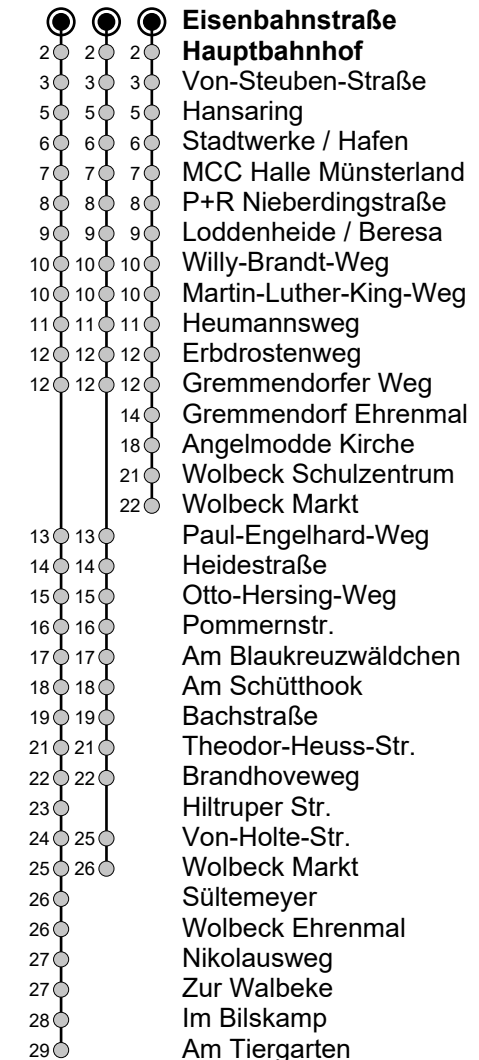 Eisenbahnstraße
2 2 2 Hauptbahnhof
3 3 3 Von-Steuben-Straße
5 5 5 Hansaring
6 6 6 Stadtwerke / Hafen
7 7 7 MCC Halle Münsterland
8 8 8 P+R Nieberdingstraße
9 9 9 Loddenheide / Beresa
10 10 10 Willy-Brandt-Weg
10 10 10 Martin-Luther-King-Weg
11 11 11 Heumannsweg
12 12 12 Erbdrostenweg
12 12 12 Gremmendorfer Weg
14 Gremmendorf Ehrenmal
18 Angelmodde Kirche
21 Wolbeck Schulzentrum
22 Wolbeck Markt
13 13 Paul-Engelhard-Weg
14 14 Heidestraße
15 15 Otto-Hersing-Weg
16 16 Pommernstr.
17 17 Am Blaukreuzwäldchen
18 18 Am Schütthook
19 19 Bachstraße
21 21 Theodor-Heuss-Str.
22 22 Brandhoveweg
23 Hiltruper Str.
24 25 Von-Holte-Str.
25 26 Wolbeck Markt
26 Sültemeyer
26 Wolbeck Ehrenmal
27 Nikolausweg
27 Zur Walbeke
28 Im Bilskamp
29 Am Tiergarten